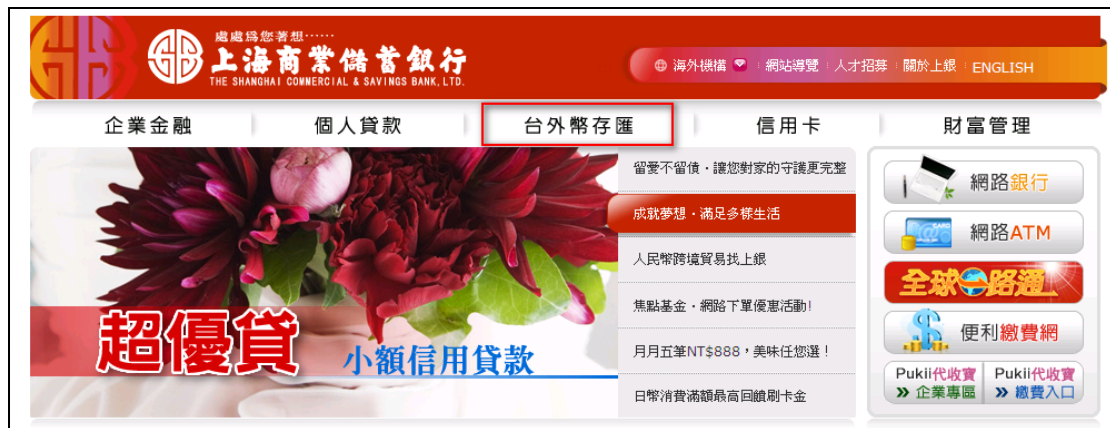 處處為您著想……
上海商業儲蓄銀行
THE SHANGHAI COMMERCIAL & SAVINGS BANK, LTD.
海外機構 網站導覽 人才招募 關於上銀 ENGLISH
企業金融 個人貸款 台外幣存匯 信用卡 財富管理
留愛不留債‧讓您對家的守護更完整
成就夢想‧滿足多樣生活
人民幣跨境貿易找上銀
焦點基金‧網路下單優惠活動!
月月五筆NT$888，美味任您選！
日幣消費滿額最高回饋刷卡金
超優貸 小額信用貸款
網路銀行
網路ATM
全球e路通
便利繳費網
Pukii代收寶
» 企業專區
Pukii代收寶
» 繳費入口